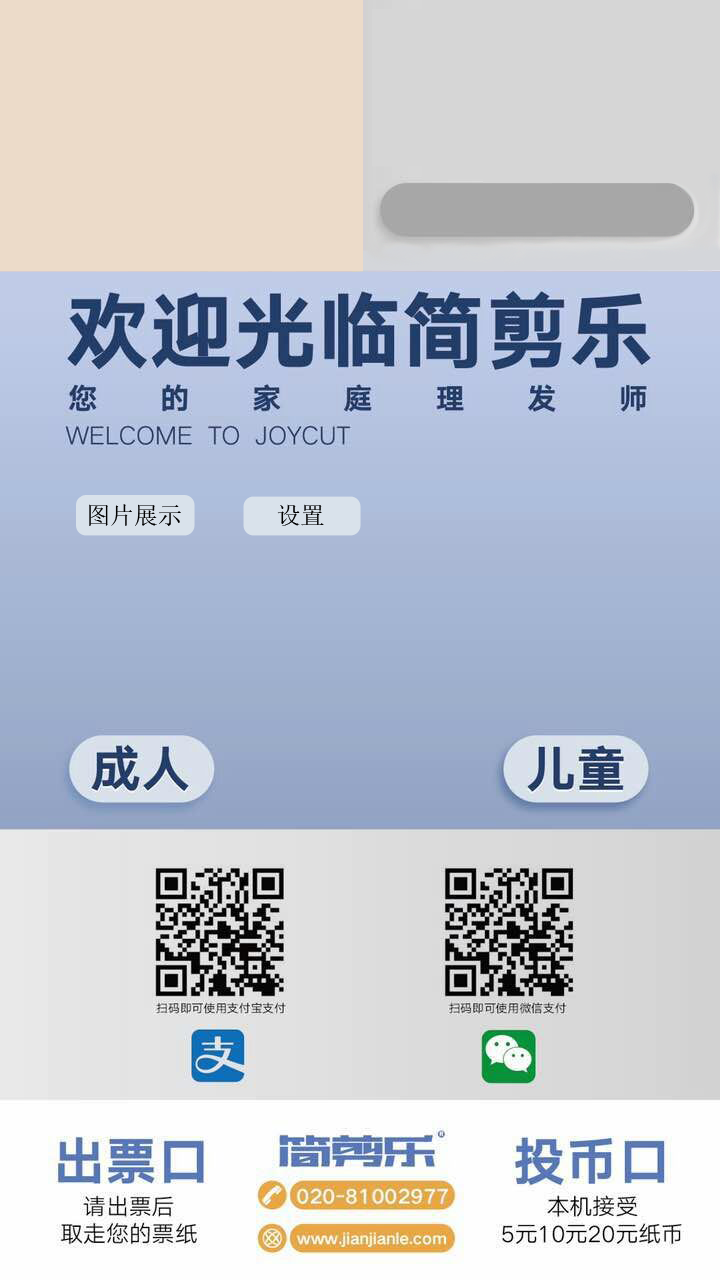 欢迎光临简剪乐
您的家庭理发师
WELCOME TO JOYCUT
图片展示
设置
成人
儿童
扫码即可使用支付宝支付
扫码即可使用微信支付
支
出票口
请出票后
取走您的票纸
简剪乐®
020-81002977
www.jianjianle.com
投币口
本机接受
5元10元20元纸币